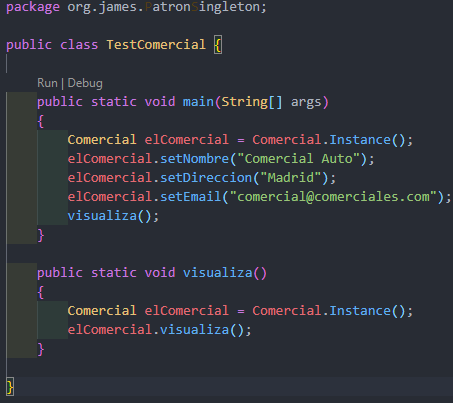 package org.james.PatronSingleton;
public class TestComercial {
Run | Debug
public static void main(String[] args)
{
Comercial elComercial = Comercial.Instance();
elComercial.setNombre("Comercial Auto");
elComercial.setDireccion("Madrid");
elComercial.setEmail("comercial@comerciales.com");
visualiza();
}
public static void visualiza()
{
Comercial elComercial = Comercial.Instance();
elComercial.visualiza();
}
}